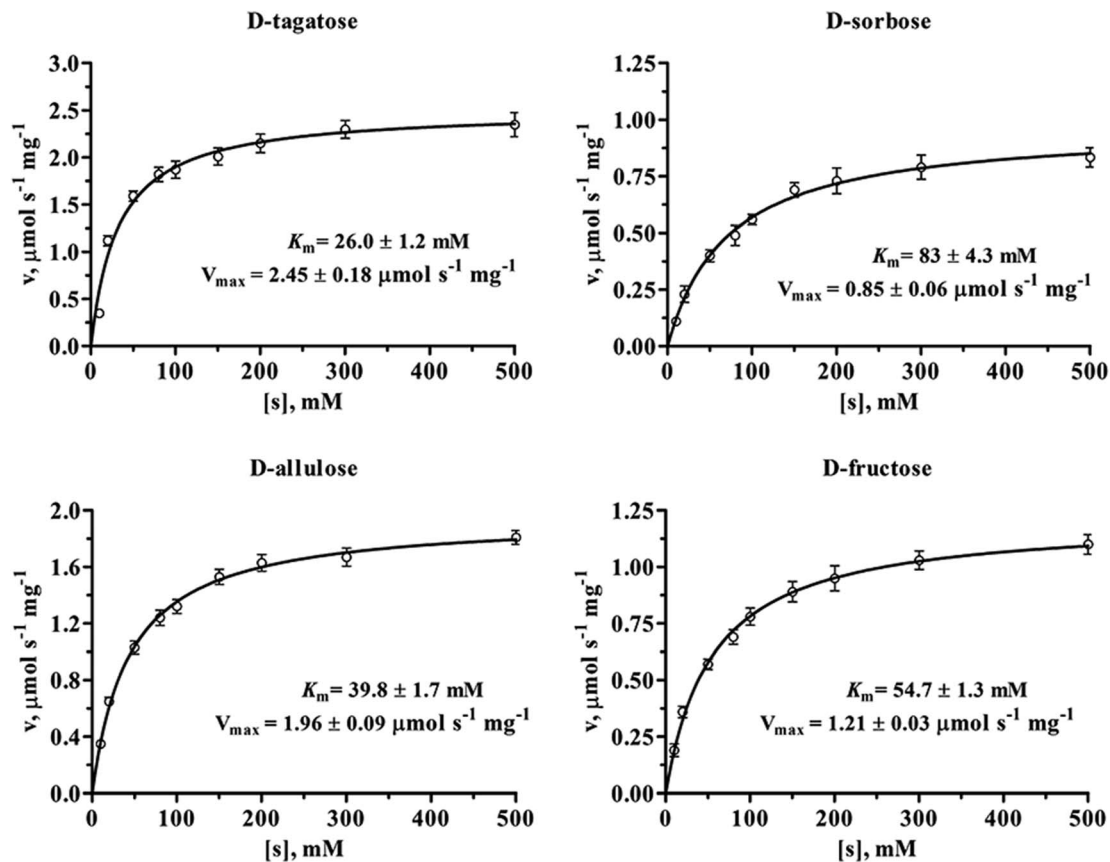 D-tagatose
v, μmol s⁻¹ mg⁻¹
3.0
2.5
2.0
1.5
1.0
0.5
0.0
Km= 26.0 ± 1.2 mM
Vmax = 2.45 ± 0.18 μmol s⁻¹ mg⁻¹
0 100 200 300 400 500
[s], mM
D-sorbose
v, μmol s⁻¹ mg⁻¹
1.25
1.00
0.75
0.50
0.25
0.00
Km= 83 ± 4.3 mM
Vmax = 0.85 ± 0.06 μmol s⁻¹ mg⁻¹
0 100 200 300 400 500
[s], mM
D-allulose
v, μmol s⁻¹ mg⁻¹
2.0
1.6
1.2
0.8
0.4
0.0
Km= 39.8 ± 1.7 mM
Vmax = 1.96 ± 0.09 μmol s⁻¹ mg⁻¹
0 100 200 300 400 500
[s], mM
D-fructose
v, μmol s⁻¹ mg⁻¹
1.25
1.00
0.75
0.50
0.25
0.00
Km= 54.7 ± 1.3 mM
Vmax = 1.21 ± 0.03 μmol s⁻¹ mg⁻¹
0 100 200 300 400 500
[s], mM